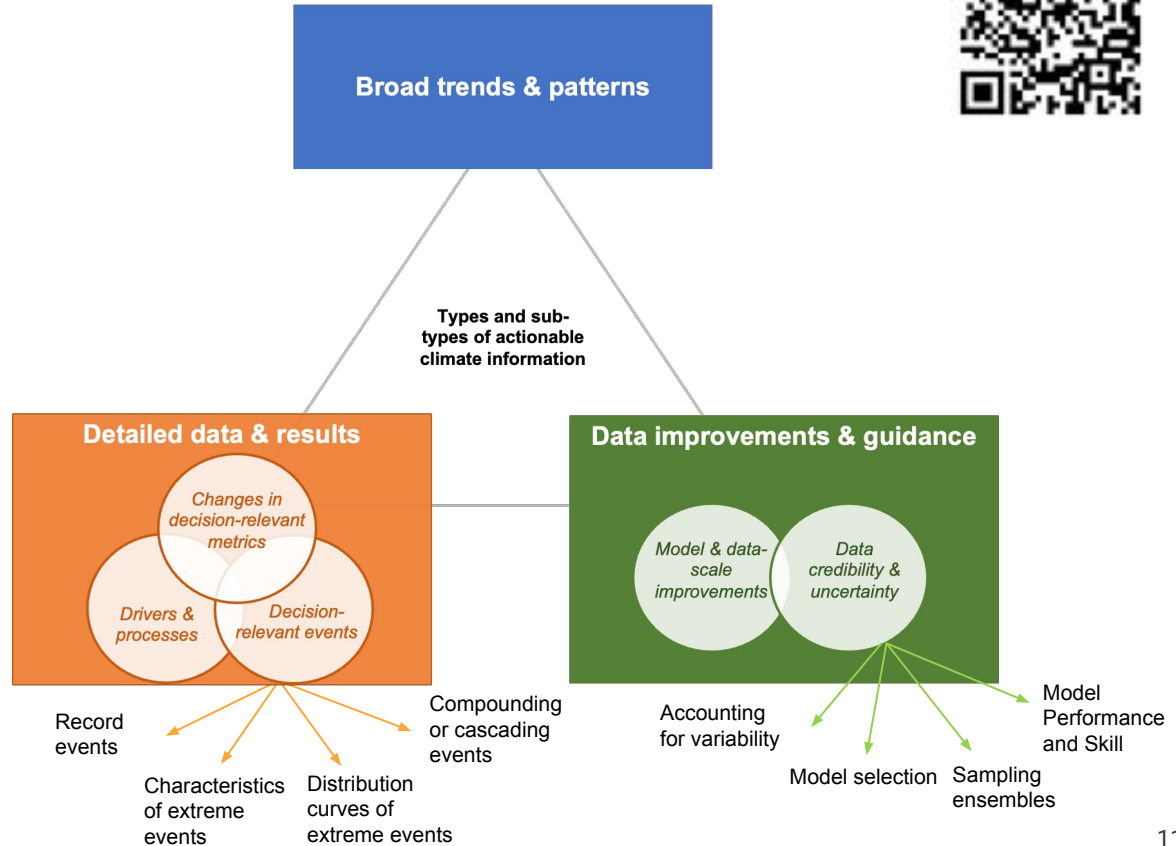 Broad trends & patterns
Types and sub-
types of actionable
climate information
Detailed data & results
Changes in
decision-relevant
metrics
Drivers &
processes
Decision-
relevant events
Data improvements & guidance
Model & data-
scale
improvements
Data
credibility &
uncertainty
Record
events
Characteristics
of extreme
events
Distribution
curves of
extreme events
Compounding
or cascading
events
Accounting
for variability
Model selection
Sampling
ensembles
Model
Performance
and Skill